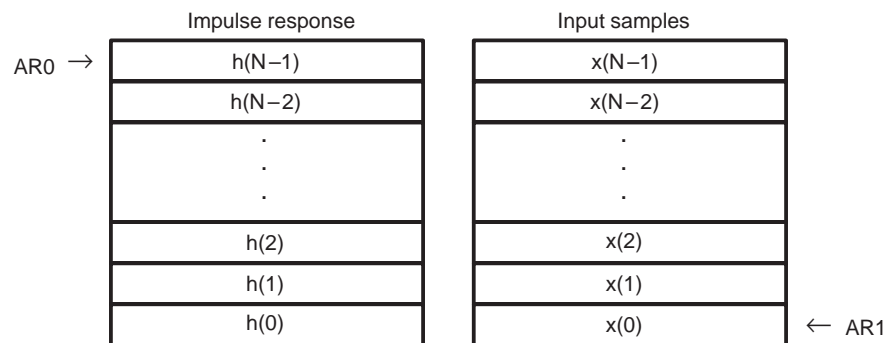 Impulse response Input samples
AR0 → h(N–1) x(N–1)
h(N–2) x(N–2)
. .
. .
. .
h(2) x(2)
h(1) x(1)
h(0) x(0) ← AR1